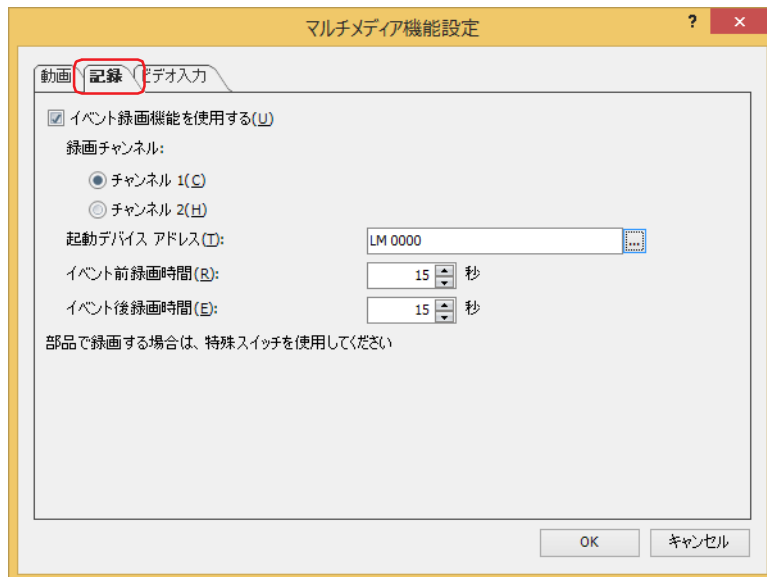 マルチメディア機能設定
?
動画 記録 ビデオ入力
イベント録画機能を使用する(U)
録画チャンネル:
チャンネル 1(C)
チャンネル 2(H)
起動デバイス アドレス(T): LM 0000 ...
イベント前録画時間(R): 15 秒
イベント後録画時間(E): 15 秒
部品で録画する場合は、特殊スイッチを使用してください
OK キャンセル